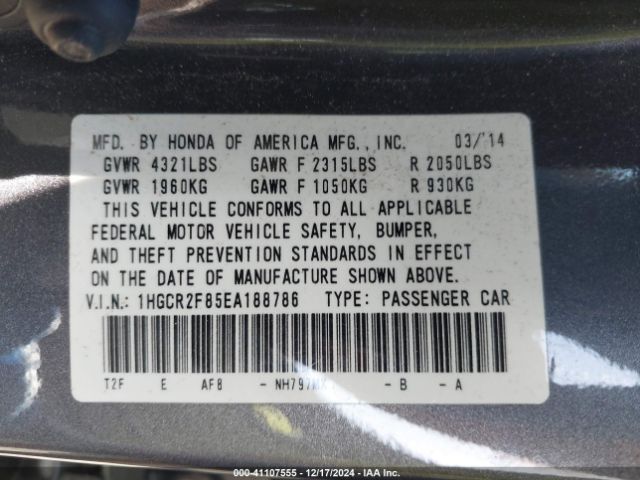 MFD. BY HONDA OF AMERICA MFG., INC. 03/'14
GVWR 4321LBS GAWR F 2315LBS R 2050LBS
GVWR 1960KG GAWR F 1050KG R 930KG
THIS VEHICLE CONFORMS TO ALL APPLICABLE
FEDERAL MOTOR VEHICLE SAFETY, BUMPER,
AND THEFT PREVENTION STANDARDS IN EFFECT
ON THE DATE OF MANUFACTURE SHOWN ABOVE.
V.I.N.: 1HGCR2F85EA188786 TYPE: PASSENGER CAR
T2F E AF8 - NH797MX - B - A
00-41107555 — 12/17/2024 — IAA Inc.